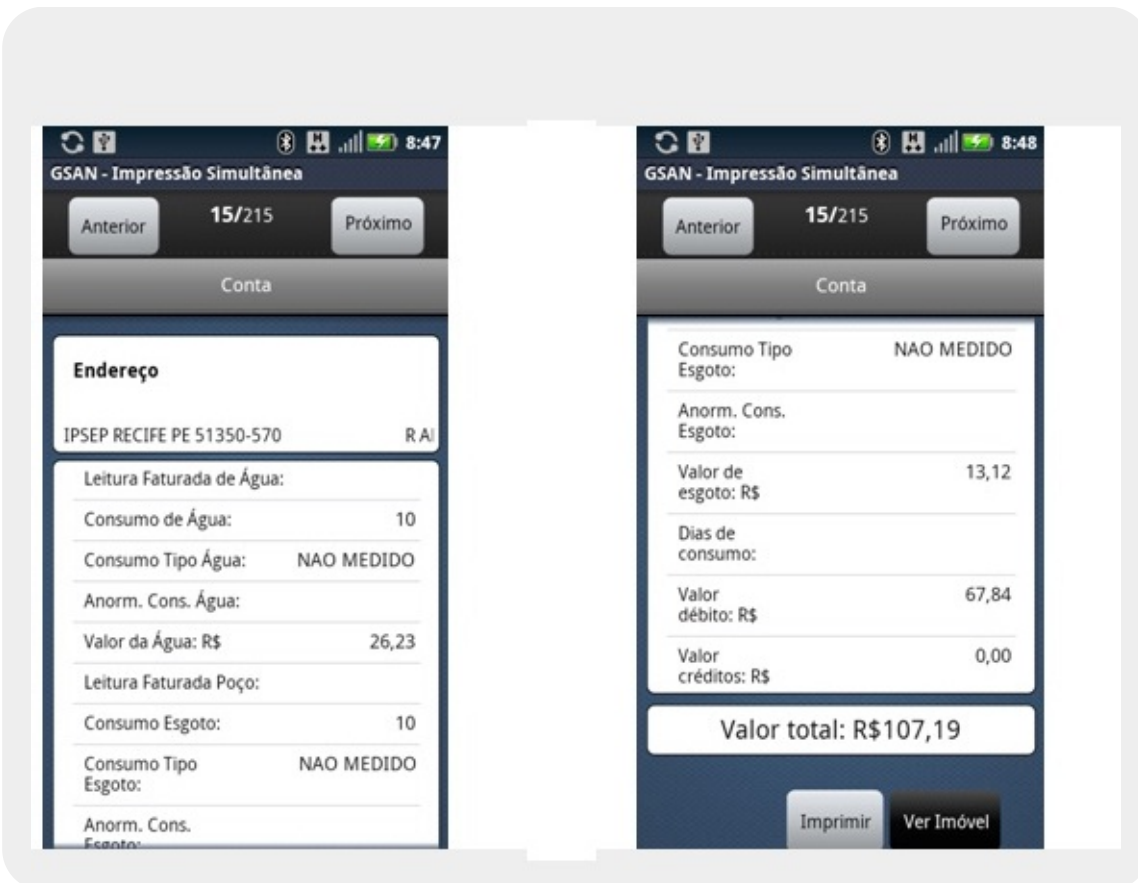 8:47
GSAN - Impressão Simultânea
Anterior
15/215
Próximo
Conta
Endereço
IPSEP RECIFE PE 51350-570 R
Leitura Faturada de Água:
Consumo de Água: 10
Consumo Tipo Água: NAO MEDIDO
Anorm. Cons. Água:
Valor da Água: R$ 26,23
Leitura Faturada Poço:
Consumo Esgoto: 10
Consumo Tipo NAO MEDIDO
Esgoto:
Anorm. Cons.
Esgoto:
8:48
GSAN - Impressão Simultânea
Anterior
15/215
Próximo
Conta
Consumo Tipo NAO MEDIDO
Esgoto:
Anorm. Cons.
Esgoto:
Valor de 13,12
esgoto: R$
Dias de
consumo:
Valor 67,84
débito: R$
Valor 0,00
créditos: R$
Valor total: R$107,19
Imprimir
Ver Imóvel